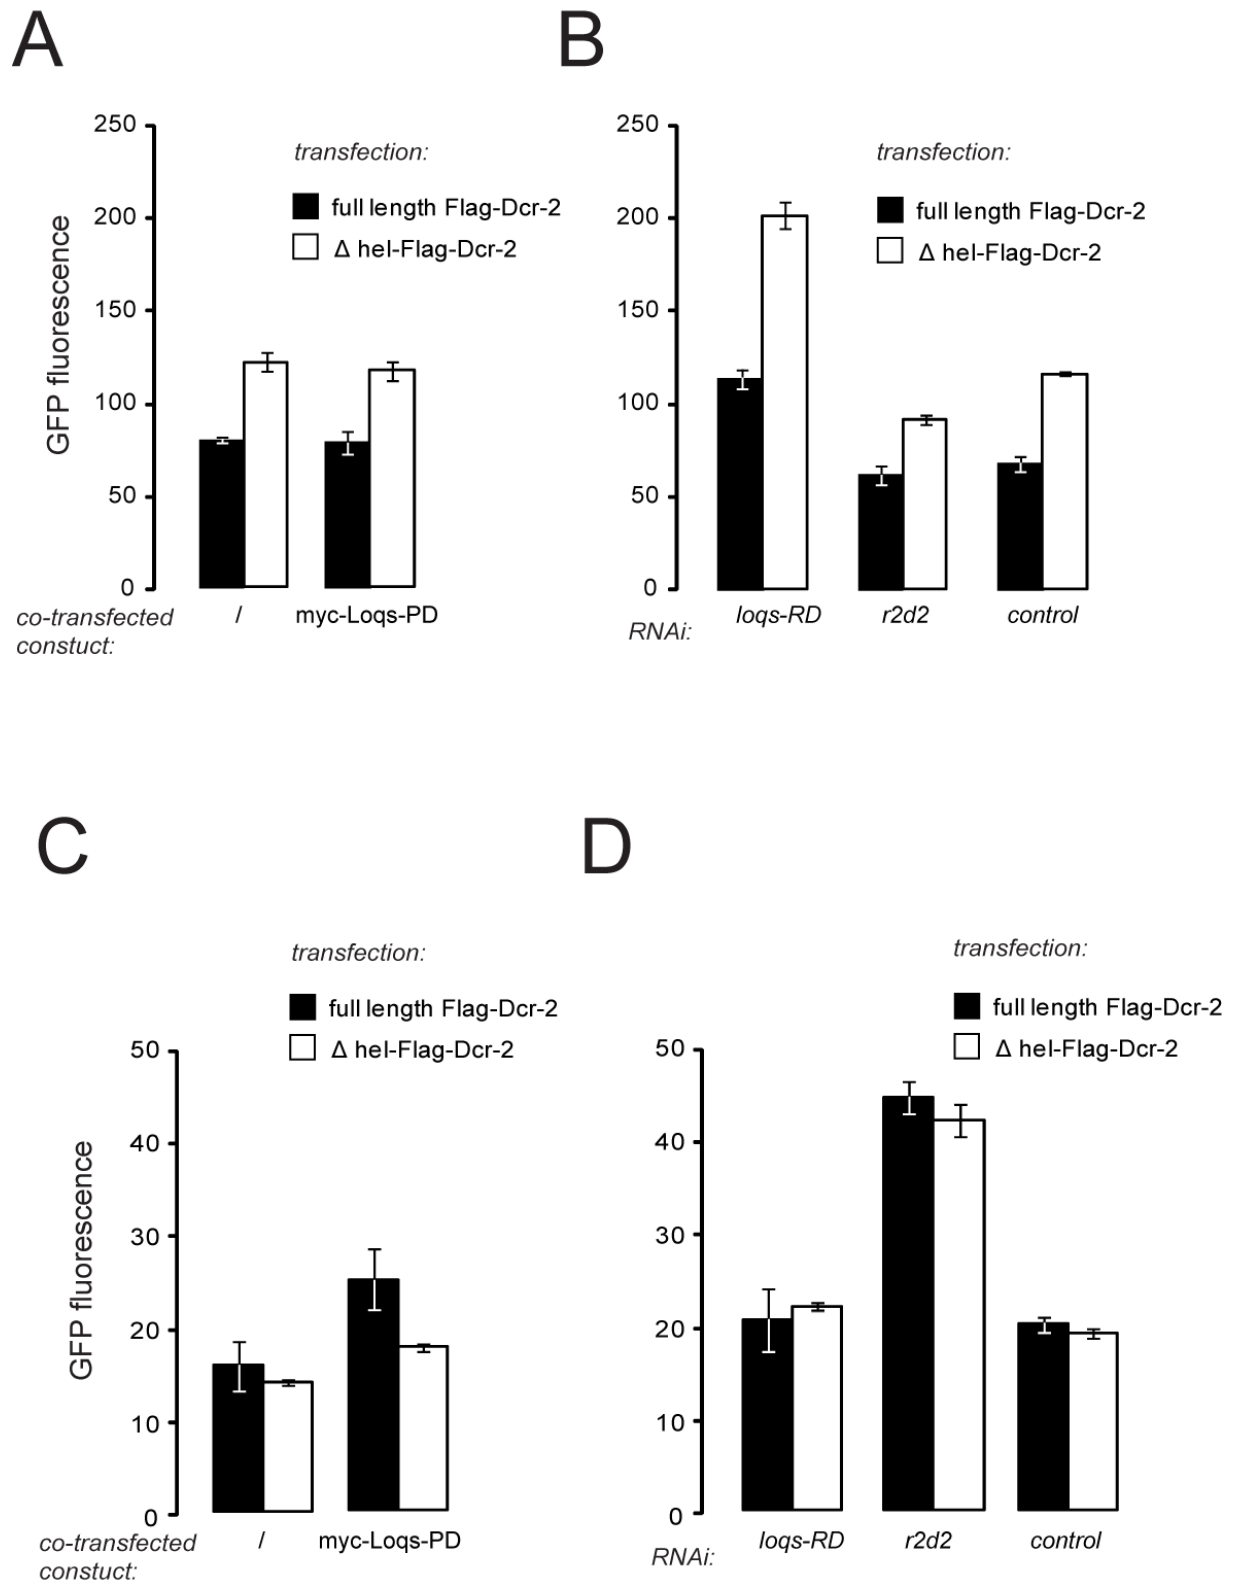 A
B
250
200
150
100
50
0
GFP fluorescence
transfection:
full length Flag-Dcr-2
Δ hel-Flag-Dcr-2
/
myc-Loqs-PD
co-transfected
constuct:
250
200
150
100
50
0
transfection:
full length Flag-Dcr-2
Δ hel-Flag-Dcr-2
RNAi:
loqs-RD
r2d2
control
C
D
50
40
30
20
10
0
GFP fluorescence
transfection:
full length Flag-Dcr-2
Δ hel-Flag-Dcr-2
/
myc-Loqs-PD
co-transfected
constuct:
50
40
30
20
10
0
transfection:
full length Flag-Dcr-2
Δ hel-Flag-Dcr-2
RNAi:
loqs-RD
r2d2
control